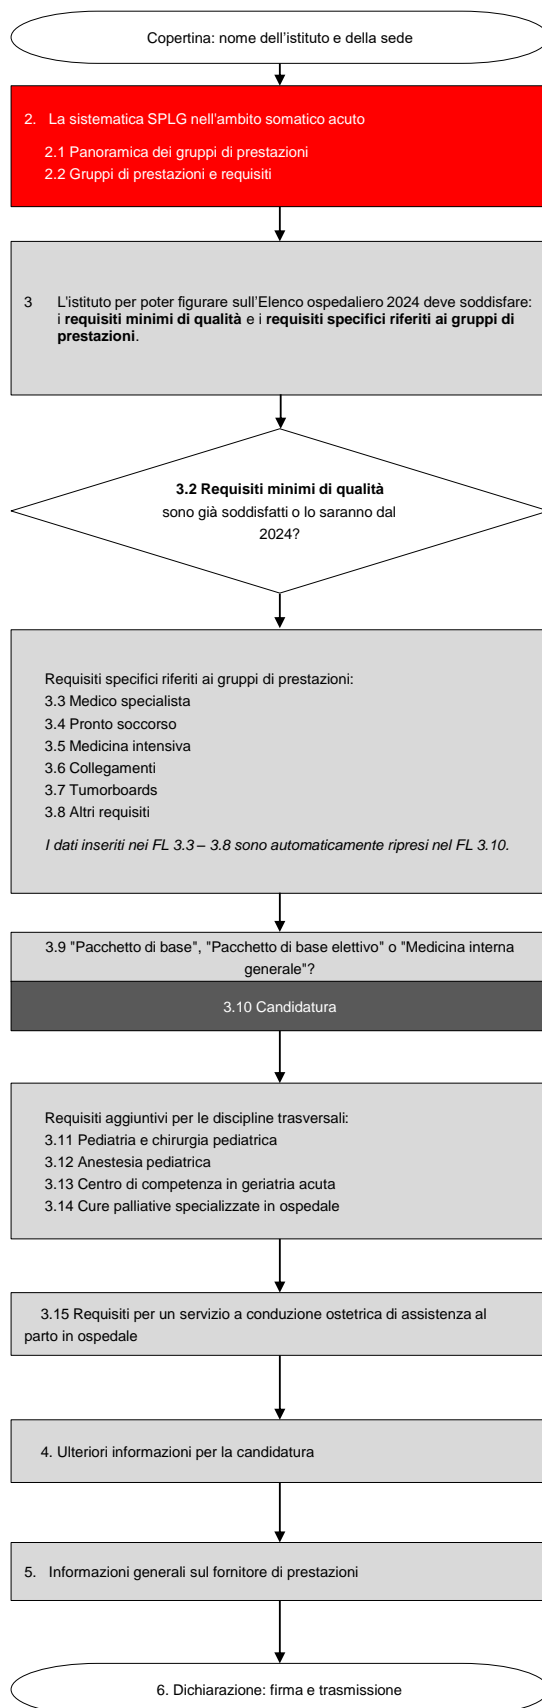 Copertina: nome dell'istituto e della sede
2. La sistematica SPLG nell'ambito somatico acuto
2.1 Panoramica dei gruppi di prestazioni
2.2 Gruppi di prestazioni e requisiti
3 L'istituto per poter figurare sull'Elenco ospedaliero 2024 deve soddisfare:
i requisiti minimi di qualità e i requisiti specifici riferiti ai gruppi di
prestazioni.
3.2 Requisiti minimi di qualità
sono già soddisfatti o lo saranno dal
2024?
Requisiti specifici riferiti ai gruppi di prestazioni:
3.3 Medico specialista
3.4 Pronto soccorso
3.5 Medicina intensiva
3.6 Collegamenti
3.7 Tumorboards
3.8 Altri requisiti
I dati inseriti nei FL 3.3 – 3.8 sono automaticamente ripresi nel FL 3.10.
3.9 "Pacchetto di base", "Pacchetto di base elettivo" o "Medicina interna
generale"?
3.10 Candidatura
Requisiti aggiuntivi per le discipline trasversali:
3.11 Pediatria e chirurgia pediatrica
3.12 Anestesia pediatrica
3.13 Centro di competenza in geriatria acuta
3.14 Cure palliative specializzate in ospedale
3.15 Requisiti per un servizio a conduzione ostetrica di assistenza al
parto in ospedale
4. Ulteriori informazioni per la candidatura
5. Informazioni generali sul fornitore di prestazioni
6. Dichiarazione: firma e trasmissione